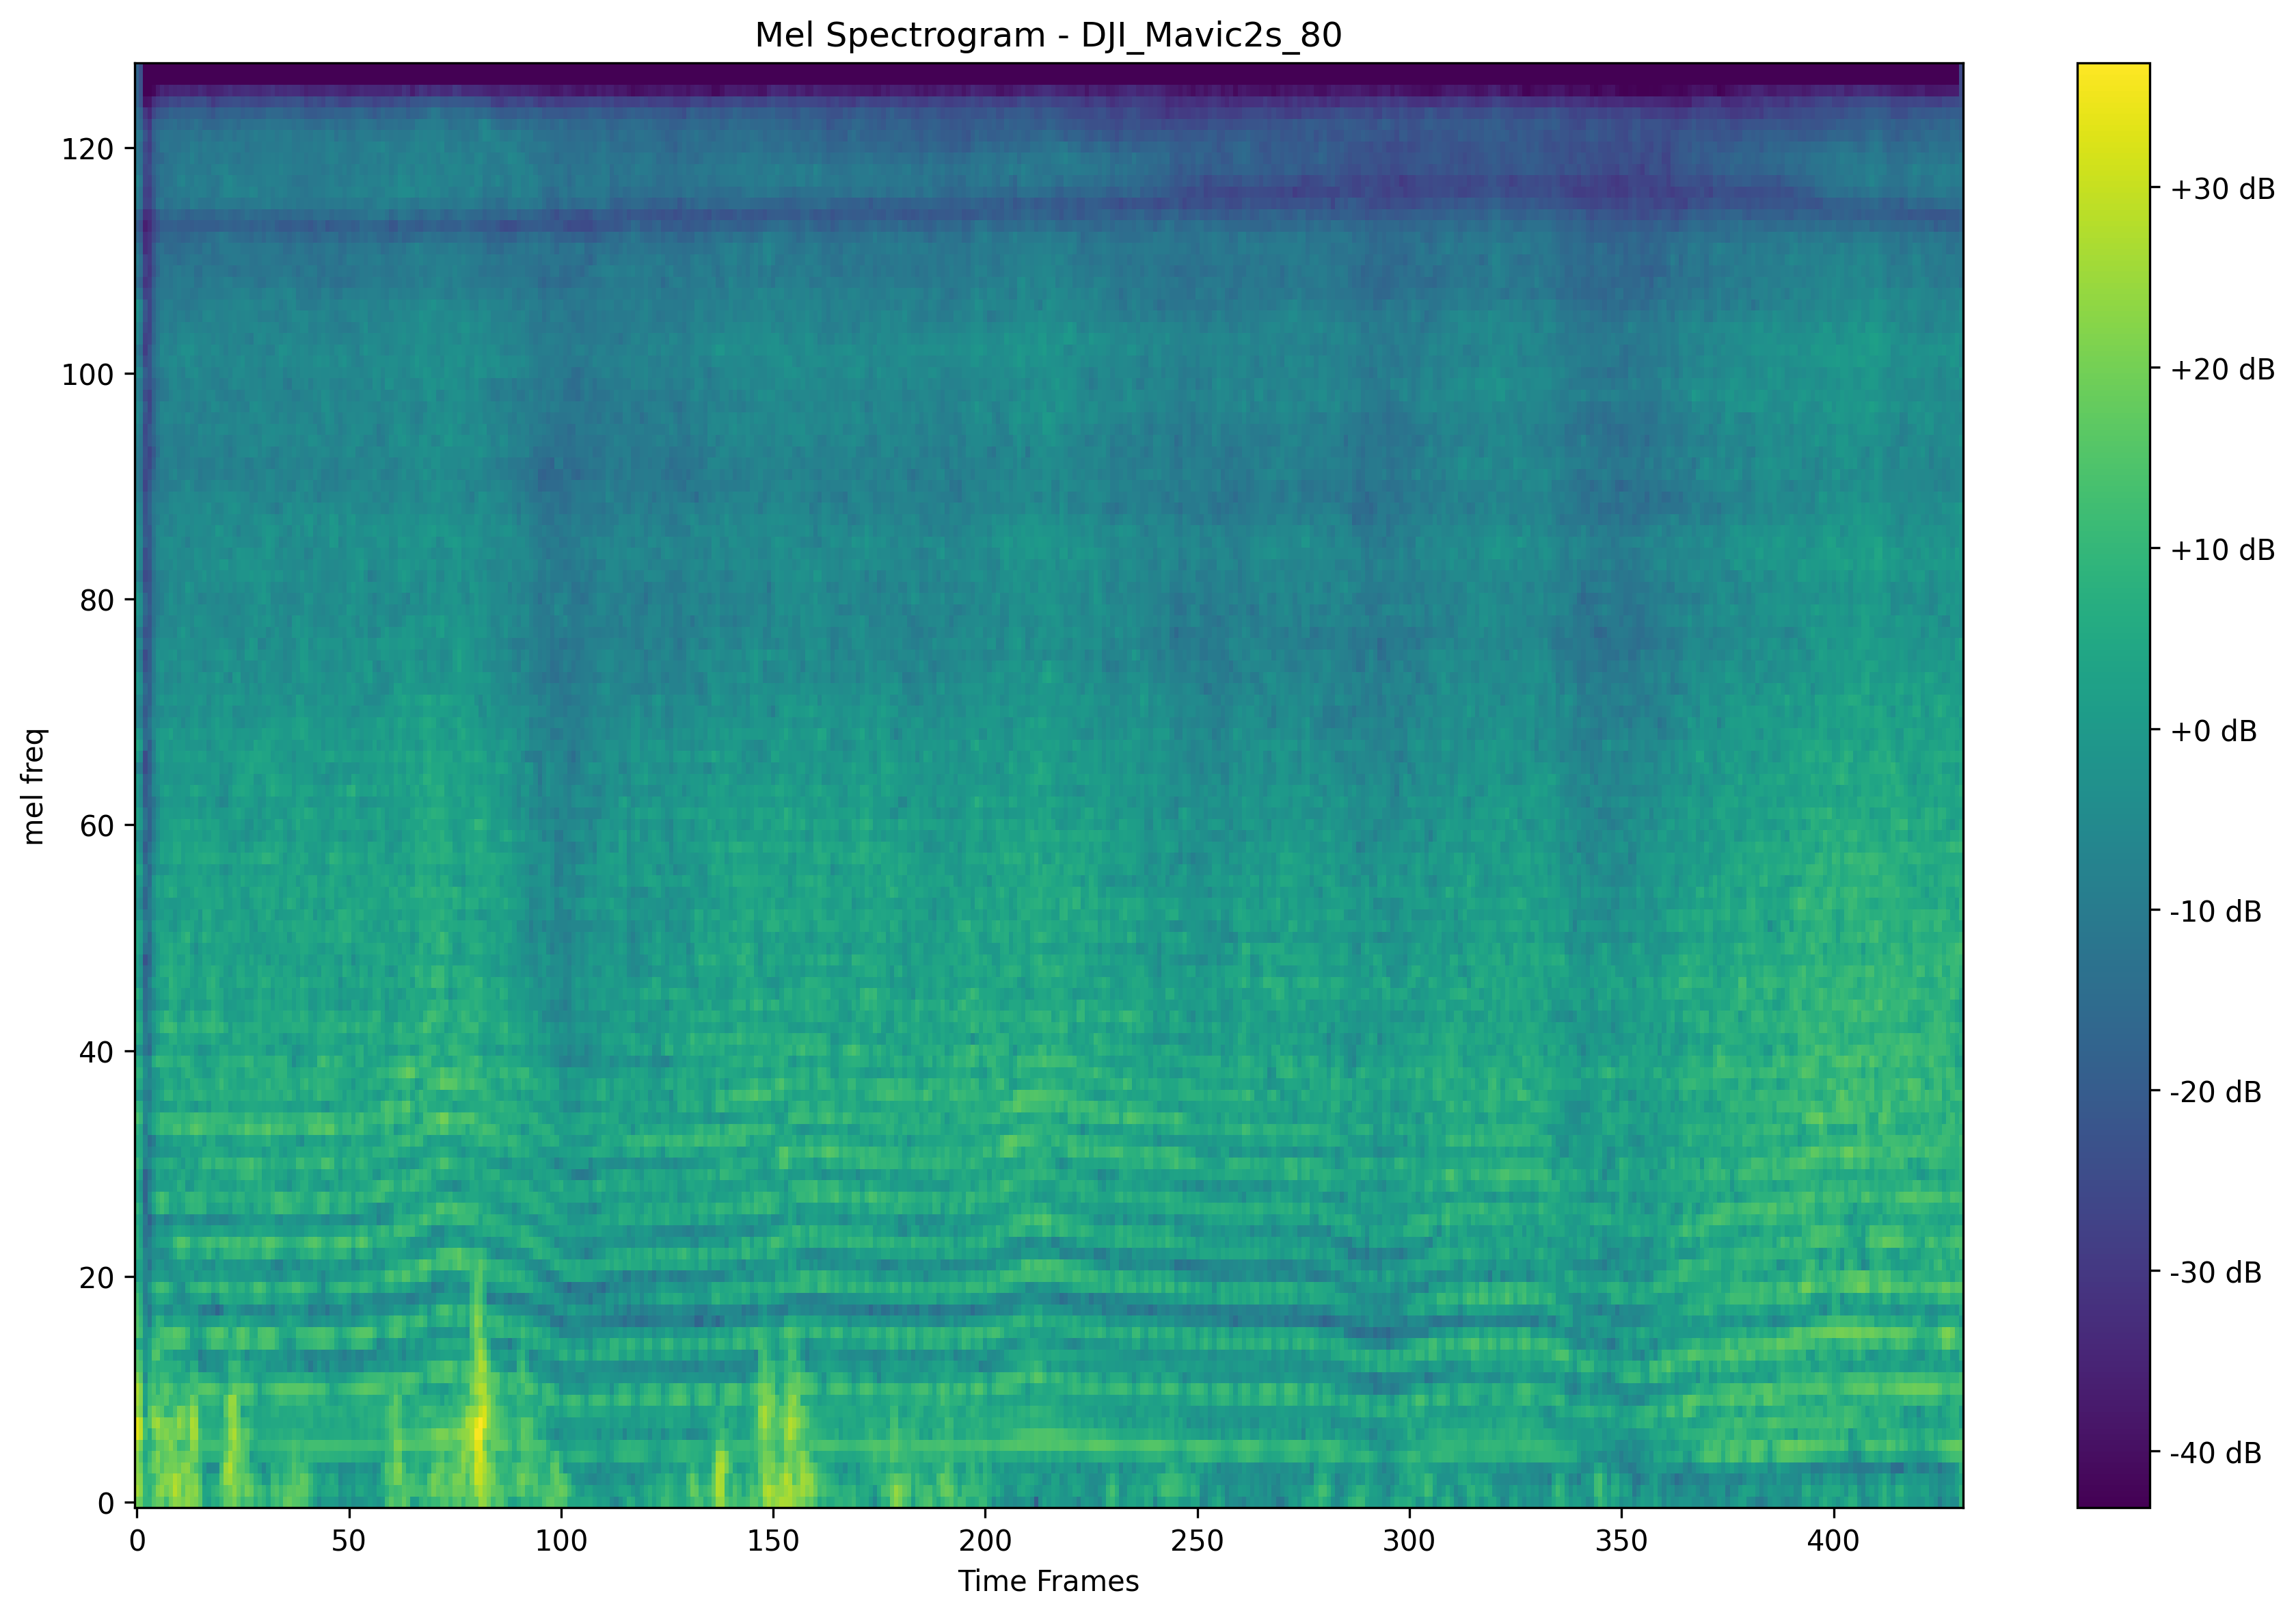 Mel Spectrogram - DJI_Mavic2s_80
mel freq
120
100
80
60
40
20
0
0 50 100 150 200 250 300 350 400
Time Frames
+30 dB
+20 dB
+10 dB
+0 dB
-10 dB
-20 dB
-30 dB
-40 dB